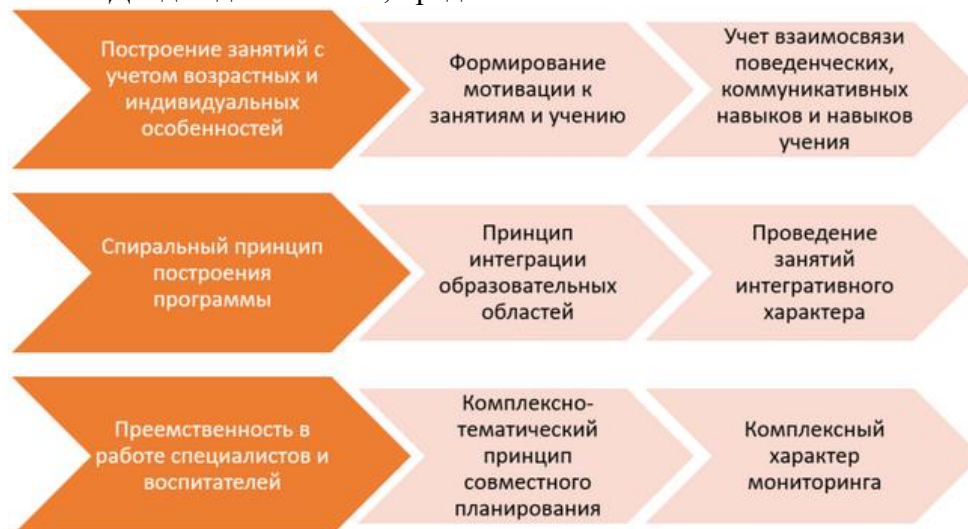 Построение занятий с
учетом возрастных и
индивидуальных
особенностей
Формирование
мотивации к
занятиям и учению
Учет взаимосвязи
поведенческих,
коммуникативных
навыков и навыков
учения
Спиральный принцип
построения
программы
Принцип
интеграции
образовательных
областей
Проведение
занятий
интегративного
характера
Преемственность в
работе специалистов и
воспитателей
Комплексно-
тематический
принцип
совместного
планирования
Комплексный
характер
мониторинга